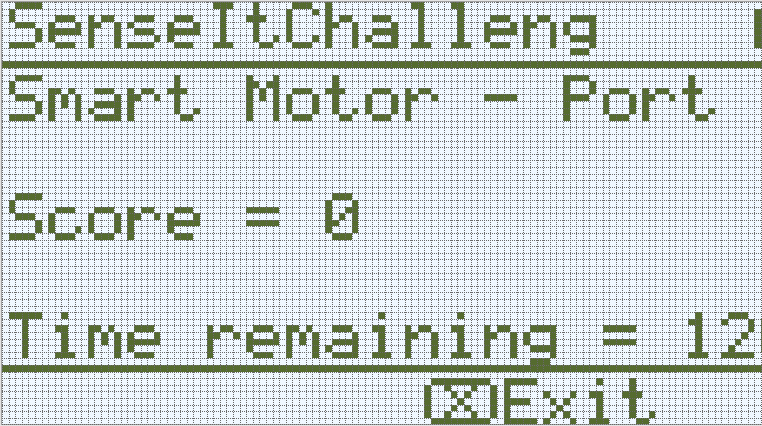 SenseItChalleng
Smart Motor - Port
Score = 0
Time remaining = 12
[X]Exit